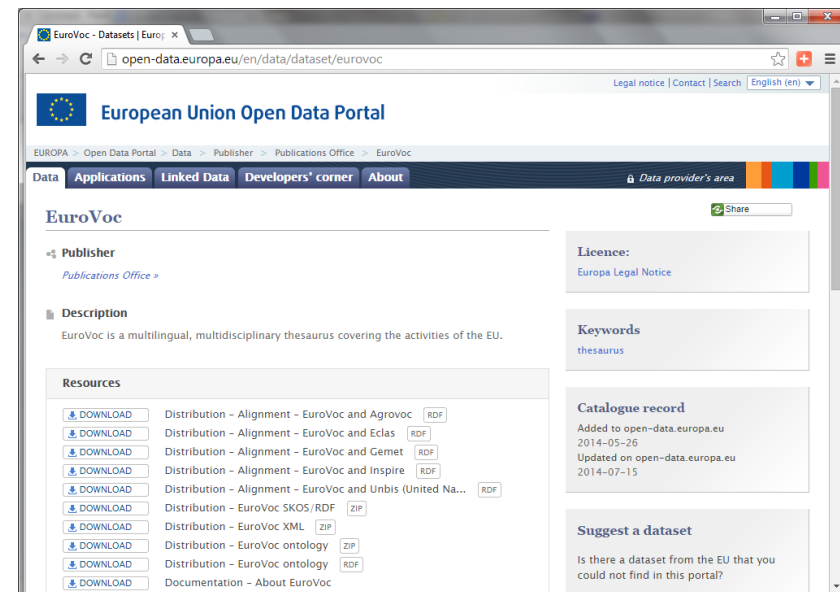 EuroVoc - Datasets | Europ
open-data.europa.eu/en/data/dataset/eurovoc
Legal notice | Contact | Search English (en)
European Union Open Data Portal
EUROPA > Open Data Portal > Data > Publisher > Publications Office > EuroVoc
Data Applications Linked Data Developers' corner About Data provider's area
Share
EuroVoc
Publisher
Publications Office »
Description
EuroVoc is a multilingual, multidisciplinary thesaurus covering the activities of the EU.
Resources
DOWNLOAD Distribution – Alignment – EuroVoc and Agrovoc RDF
DOWNLOAD Distribution – Alignment – EuroVoc and Eclas RDF
DOWNLOAD Distribution – Alignment – EuroVoc and Gemet RDF
DOWNLOAD Distribution – Alignment – EuroVoc and Inspire RDF
DOWNLOAD Distribution – Alignment – EuroVoc and Unbis (United Na... RDF
DOWNLOAD Distribution – EuroVoc SKOS/RDF ZIP
DOWNLOAD Distribution – EuroVoc XML ZIP
DOWNLOAD Distribution – EuroVoc ontology ZIP
DOWNLOAD Distribution – EuroVoc ontology RDF
DOWNLOAD Documentation – About EuroVoc
Licence:
Europa Legal Notice
Keywords
thesaurus
Catalogue record
Added to open-data.europa.eu
2014-05-26
Updated on open-data.europa.eu
2014-07-15
Suggest a dataset
Is there a dataset from the EU that you
could not find in this portal?